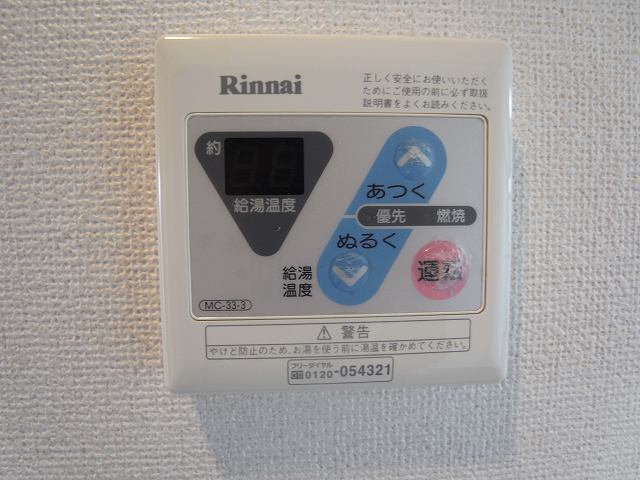 Rinnai
正しく安全にお使いいただく
ためにご使用の前に必ず取扱
説明書をよくお読みください。
約
給湯温度
あつく
優先 燃焼
ぬるく
給湯
温度
MC-33-3
警告
やけど防止のため、お湯を使う前に湯温を確かめてください。
フリーダイヤル
0120-054321